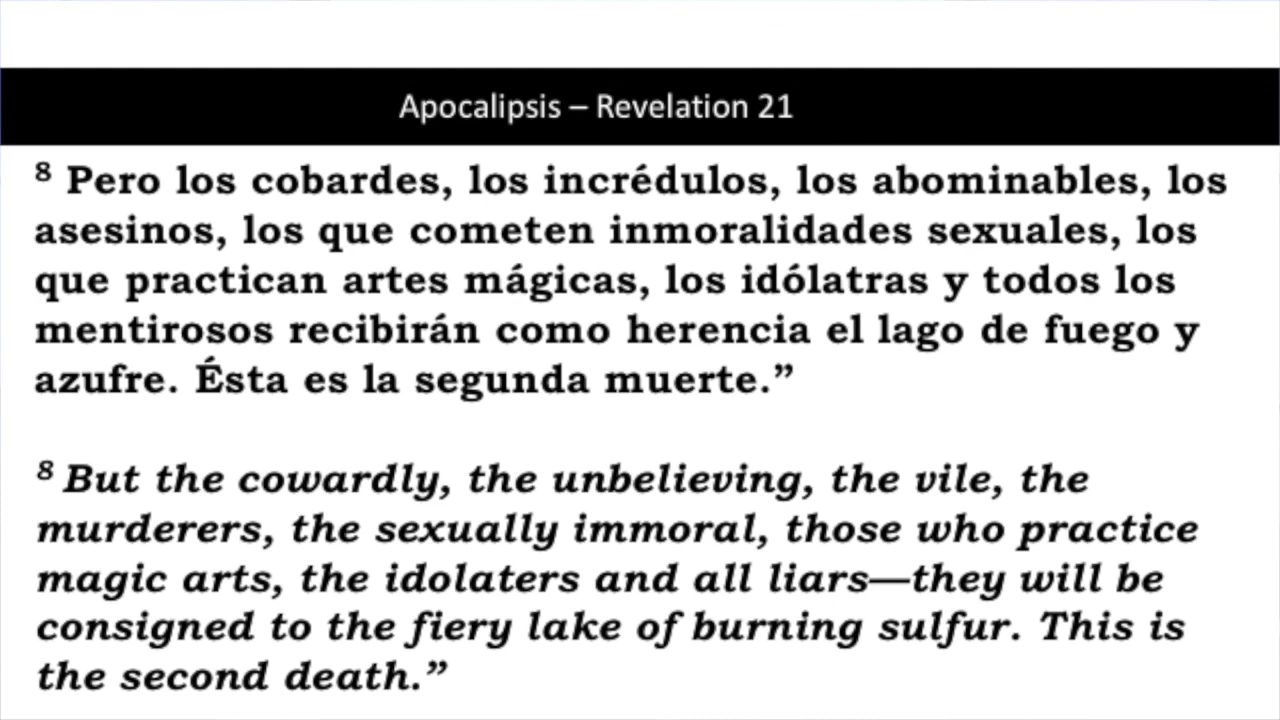 Apocalipsis – Revelation 21
⁸ Pero los cobardes, los incrédulos, los abominables, los
asesinos, los que cometen inmoralidades sexuales, los
que practican artes mágicas, los idólatras y todos los
mentirosos recibirán como herencia el lago de fuego y
azufre. Ésta es la segunda muerte.”
⁸ But the cowardly, the unbelieving, the vile, the
murderers, the sexually immoral, those who practice
magic arts, the idolaters and all liars—they will be
consigned to the fiery lake of burning sulfur. This is
the second death.”